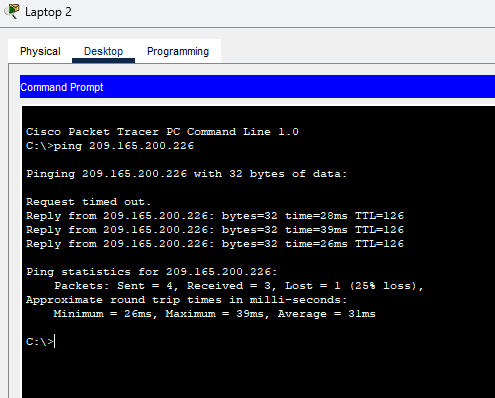 Laptop 2
Physical Desktop Programming
Command Prompt
Cisco Packet Tracer PC Command Line 1.0
C:\>ping 209.165.200.226
Pinging 209.165.200.226 with 32 bytes of data:
Request timed out.
Reply from 209.165.200.226: bytes=32 time=28ms TTL=126
Reply from 209.165.200.226: bytes=32 time=39ms TTL=126
Reply from 209.165.200.226: bytes=32 time=26ms TTL=126
Ping statistics for 209.165.200.226:
Packets: Sent = 4, Received = 3, Lost = 1 (25% loss),
Approximate round trip times in milli-seconds:
Minimum = 26ms, Maximum = 39ms, Average = 31ms
C:\>